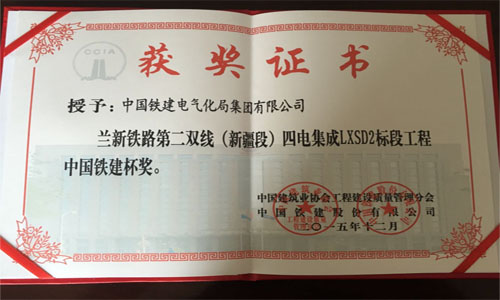 CCIA
获奖证书
授予：中国铁建电气化局集团有限公司
兰新铁路第二双线（新疆段）四电集成LXSD2标段工程
中国铁建杯奖。
中国建筑业协会工程建设质量管理分会
中国铁建股份有限公司
二〇一五年十二月